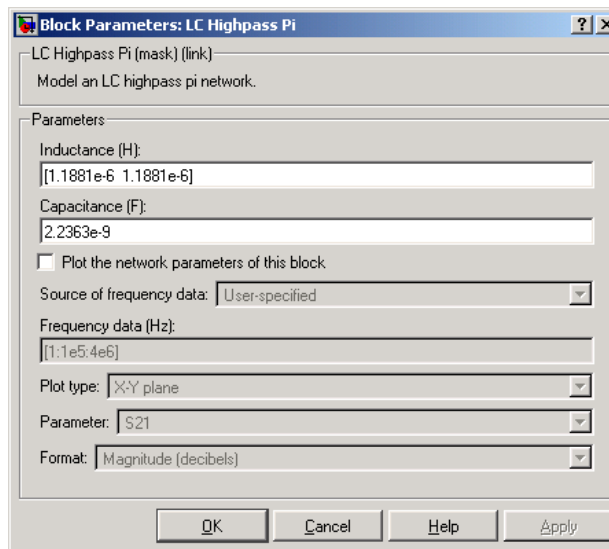 Block Parameters: LC Highpass Pi
LC Highpass Pi (mask) (link)
Model an LC highpass pi network.
Parameters
Inductance (H):
[1.1881e-6 1.1881e-6]
Capacitance (F):
2.2363e-9
Plot the network parameters of this block
Source of frequency data: User-specified
Frequency data (Hz):
[1:1e5:4e6]
Plot type: X-Y plane
Parameter: S21
Format: Magnitude (decibels)
OK Cancel Help Apply